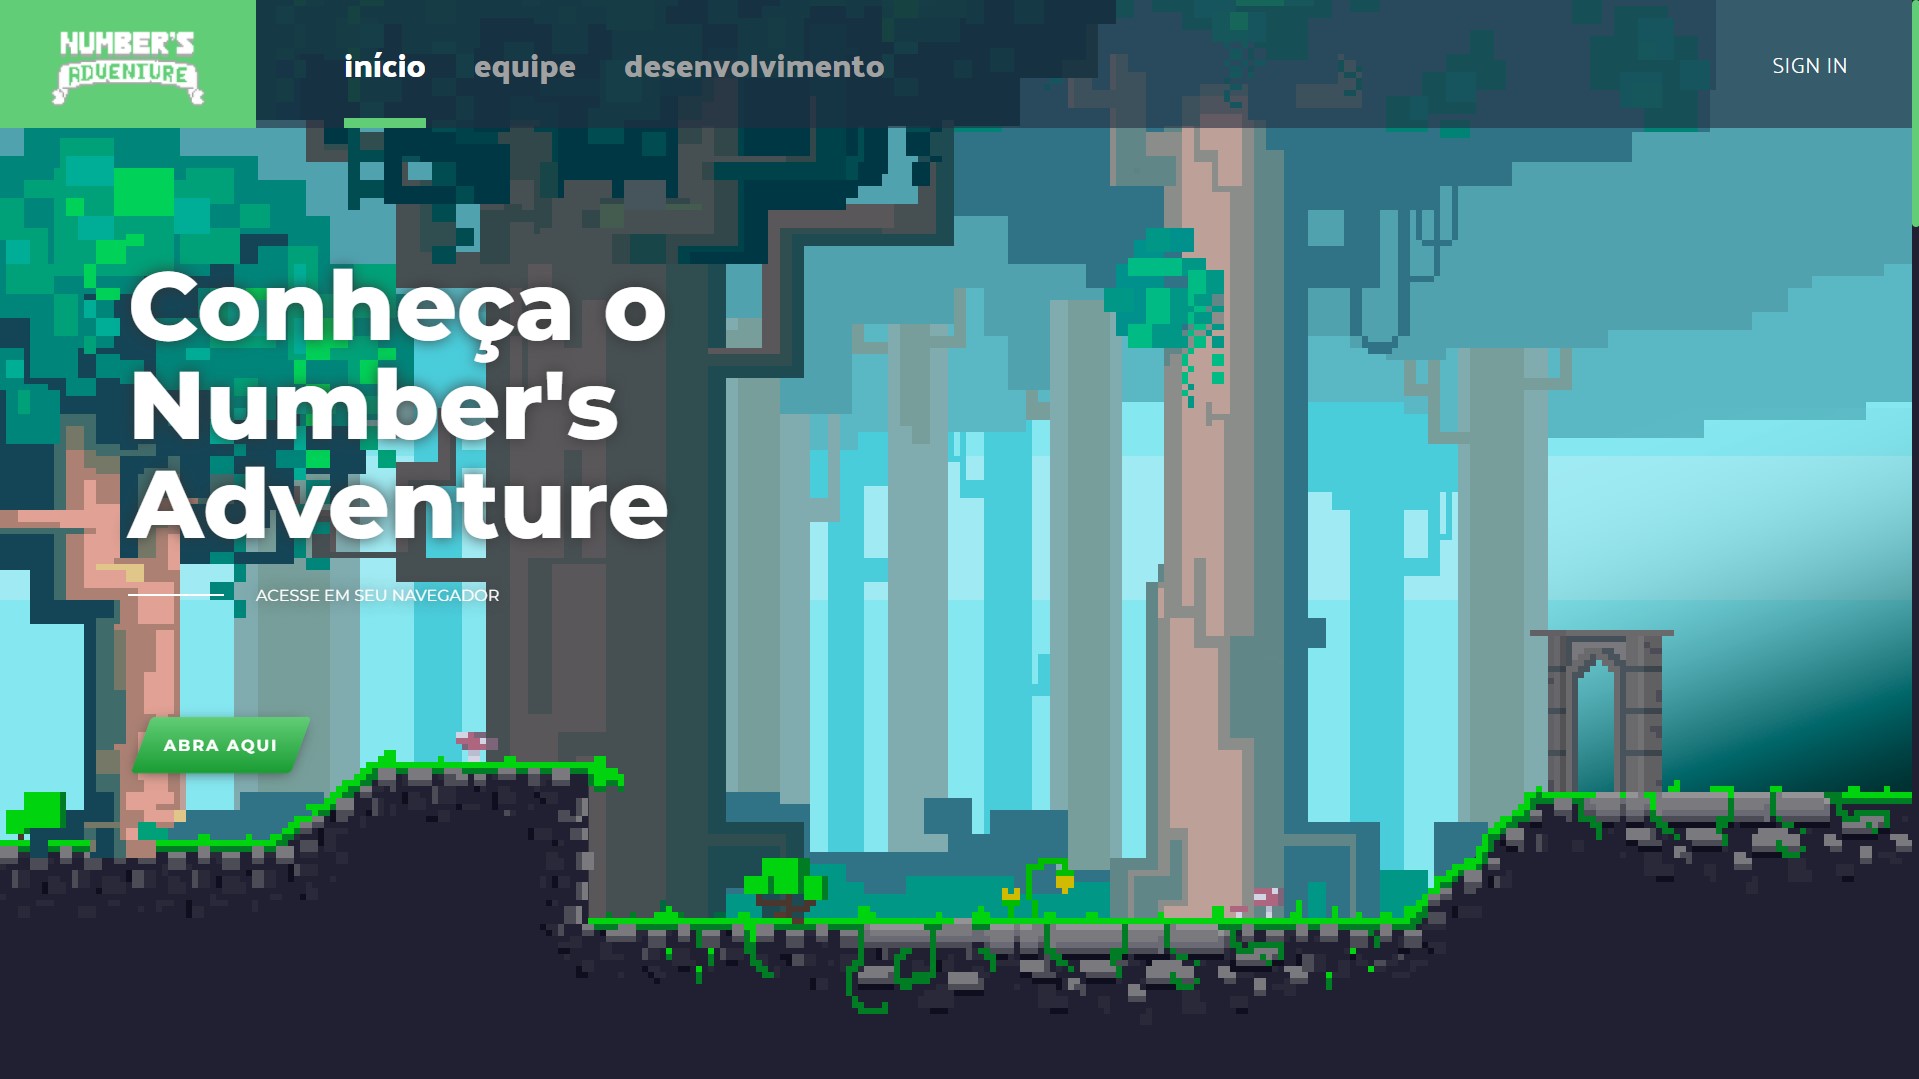 NUMBER'S
ADVENTURE
início equipe desenvolvimento
SIGN IN
Conheça o
Number's
Adventure
ACESSE EM SEU NAVEGADOR
ABRA AQUI